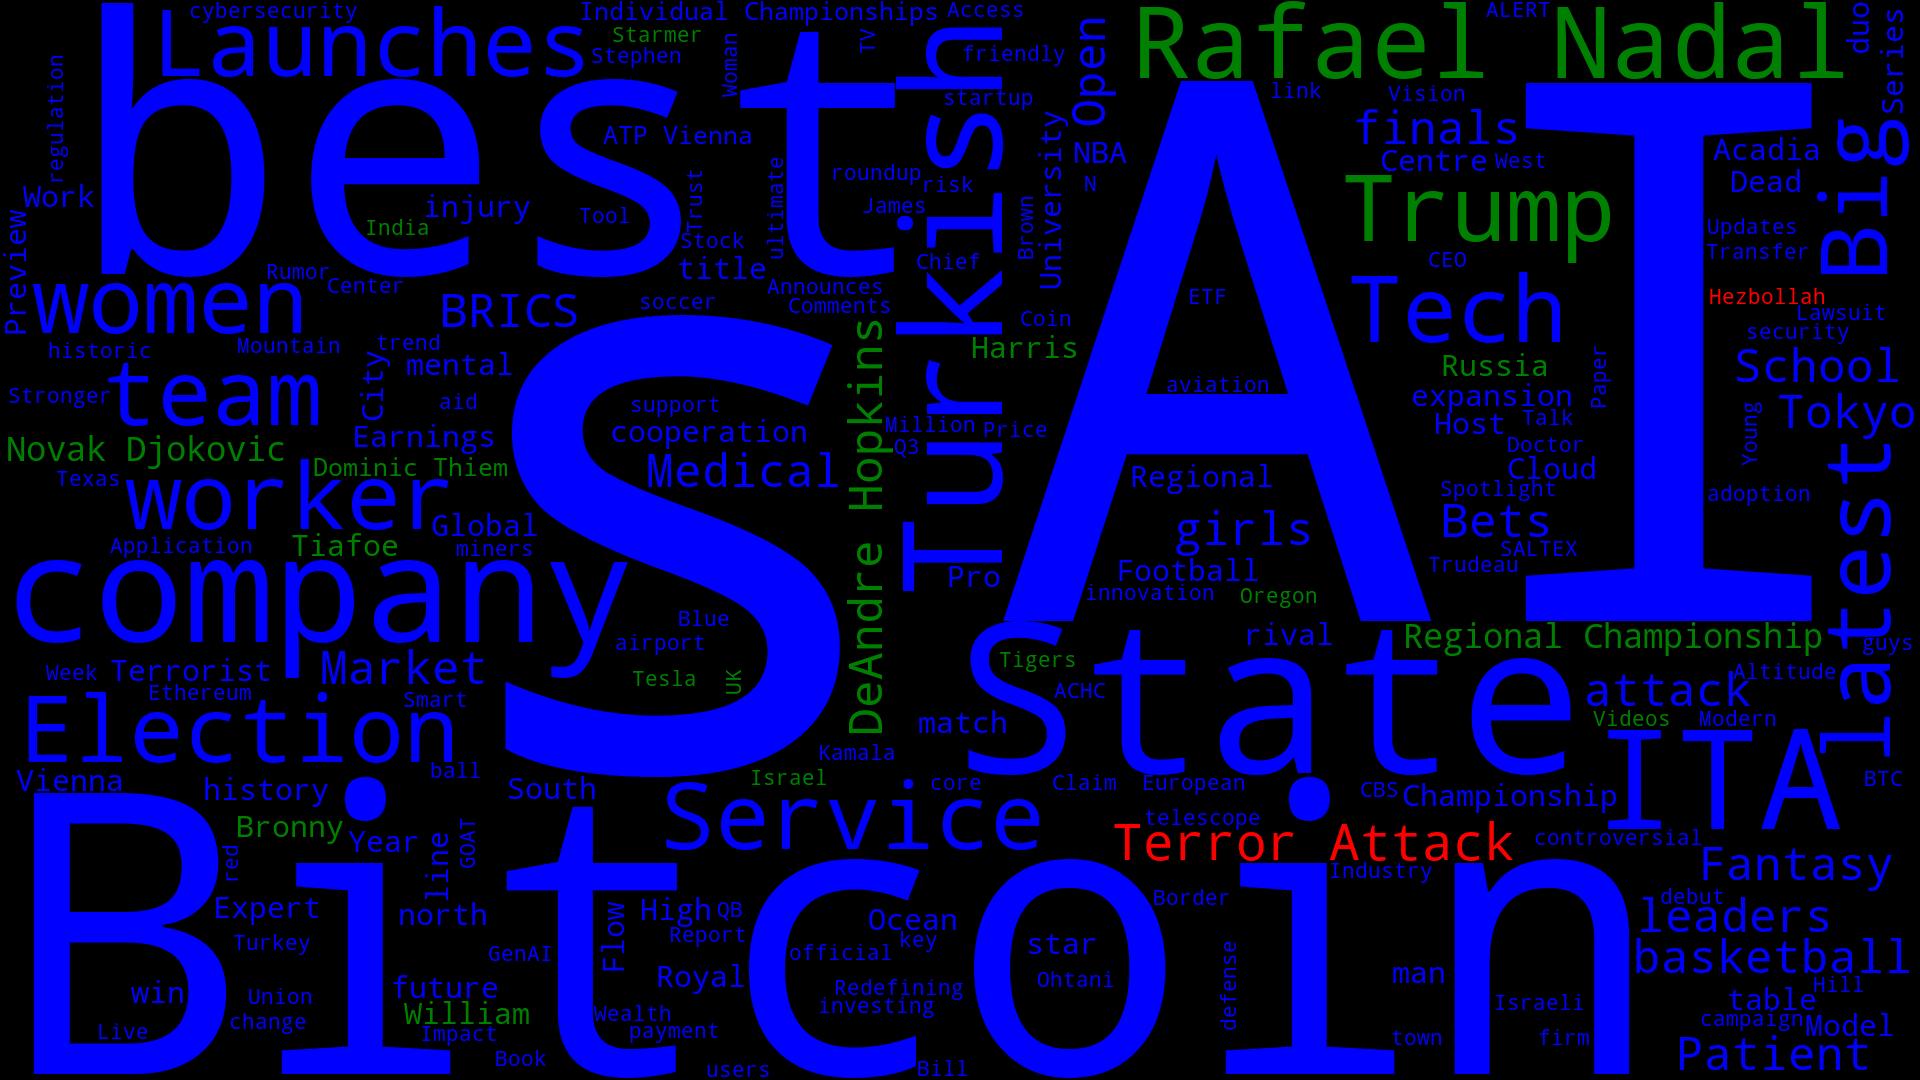 cybersecurity
Individual Championships
Access
ALERT
Launches
Starmer
Stephen
Woman
TV
friendly
Open
Rafael Nadal
duo
Series
regulation
best
startup
link
Vision
ATP Vienna
University
NBA
finals
Centre
West
Acadia
Dead
Big
Work
injury
India
Tool
Trust
ultimate
roundup
risk
James
Brown
N
Turkish
AI
Trump
Preview
Stock
title
Rumor
Center
Announces
Comments
Chief
CEO
Updates
Transfer
women
BRICS
soccer
ETF
Tech
Hezbollah
Lawsuit
security
Coin
Harris
historic
Mountain
trend
mental
City
Russia
Paper
School
Stronger
team
aid
s
support
cooperation
aviation
expansion
Host
Talk
Young
Tokyo
Earnings
DeAndre Hopkins
Million
Price
Q3
Doctor
Cloud
Novak Djokovic
Dominic Thiem
Medical
Regional
Texas
worker
Global
Spotlight
adoption
Bets
girls
latest
Application
Tiafoe
miners
SALTEX
Trudeau
company
Pro
Football
innovation
Oregon
Blue
airport
State
rival
Regional Championship
guys
Week
Terrorist
Market
Tesla
UK
Tigers
ACHC
Altitude
attack
Ethereum
Smart
Election
match
Videos
Modern
ITA
Kamala
Vienna
ball
history
South
Israel
Service
core
Claim
European
CBS
Championship
BTC
Bronny
Year
line
GOAT
telescope
Terror Attack
controversial
red
Industry
Fantasy
Bitcoin
Expert
north
Flow
High
QB
Ocean
Border
debut
leaders
Turkey
GenAI
Report
official
key
star
defense
basketball
win
Union
future
Royal
Redefining
investing
Ohtani
man
Israeli
Hill
table
Live
change
William
Impact
Wealth
payment
town
firm
campaign
Model
Book
users
Bill
Patient